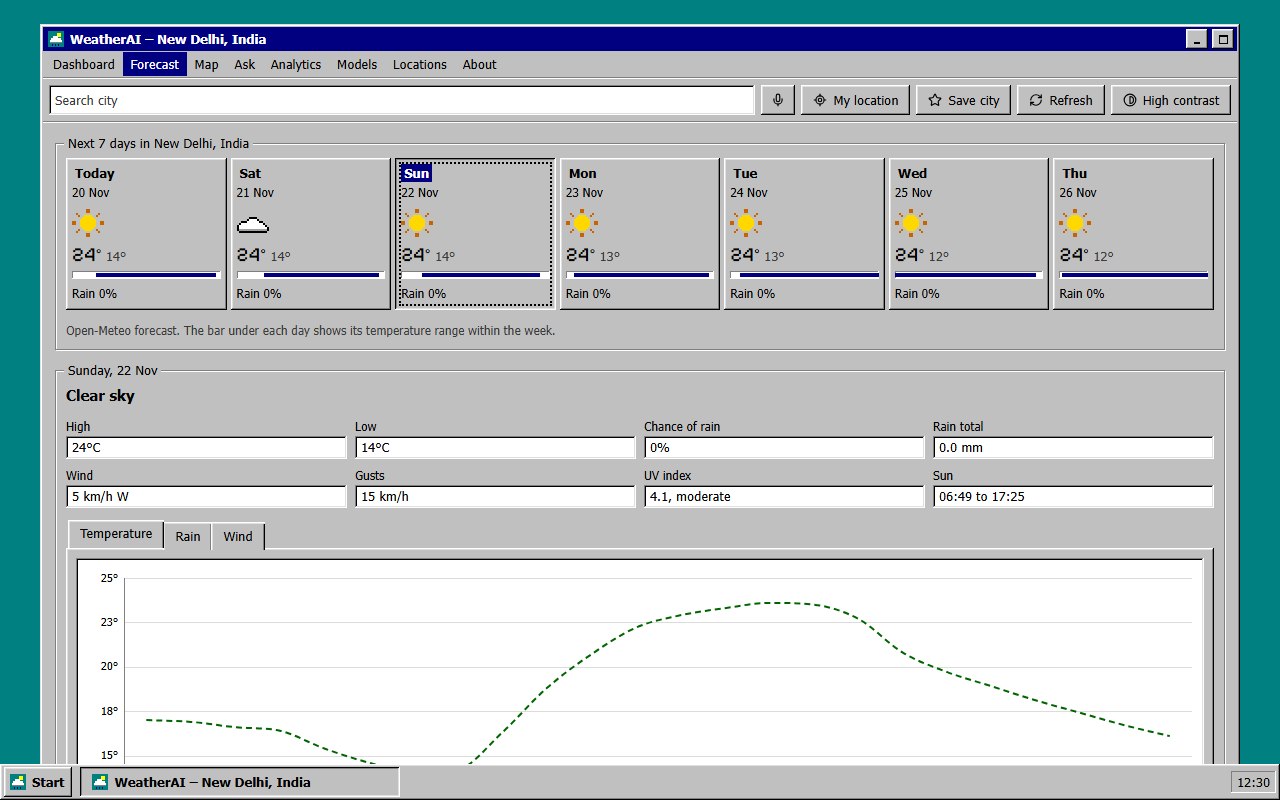 WeatherAI – New Delhi, India
Dashboard Forecast Map Ask Analytics Models Locations About
Search city My location Save city Refresh High contrast
Next 7 days in New Delhi, India
Today Sat Sun Mon Tue Wed Thu
20 Nov 21 Nov 22 Nov 23 Nov 24 Nov 25 Nov 26 Nov
24° 14° 24° 14° 24° 14° 24° 13° 24° 13° 24° 12° 24° 12°
Rain 0% Rain 0% Rain 0% Rain 0% Rain 0% Rain 0% Rain 0%
Open-Meteo forecast. The bar under each day shows its temperature range within the week.
Sunday, 22 Nov
Clear sky
High Low Chance of rain Rain total
24°C 14°C 0% 0.0 mm
Wind Gusts UV index Sun
5 km/h W 15 km/h 4.1, moderate 06:49 to 17:25
Temperature Rain Wind
25°
23°
20°
18°
15°
Start WeatherAI – New Delhi, India 12:30